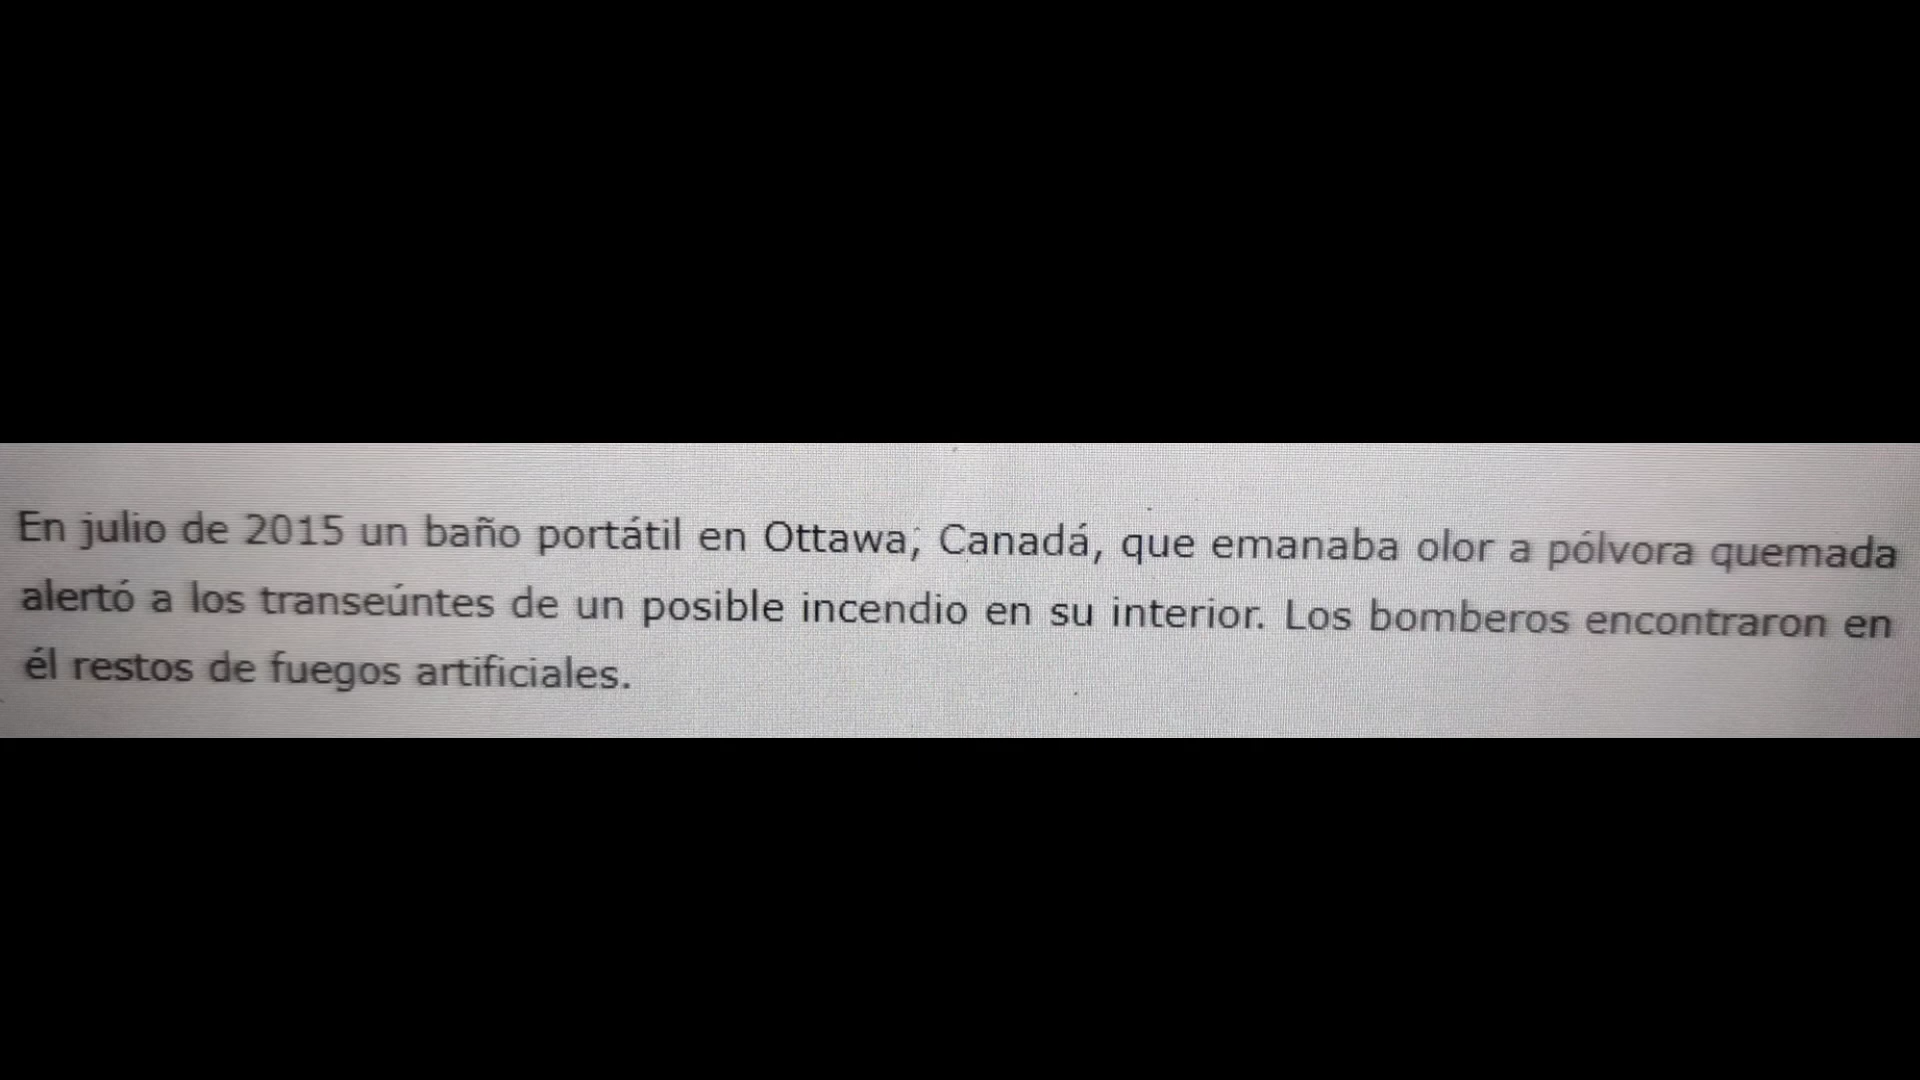 En julio de 2015 un baño portátil en Ottawa, Canadá, que emanaba olor a pólvora quemada
alertó a los transeúntes de un posible incendio en su interior. Los bomberos encontraron en
él restos de fuegos artificiales.